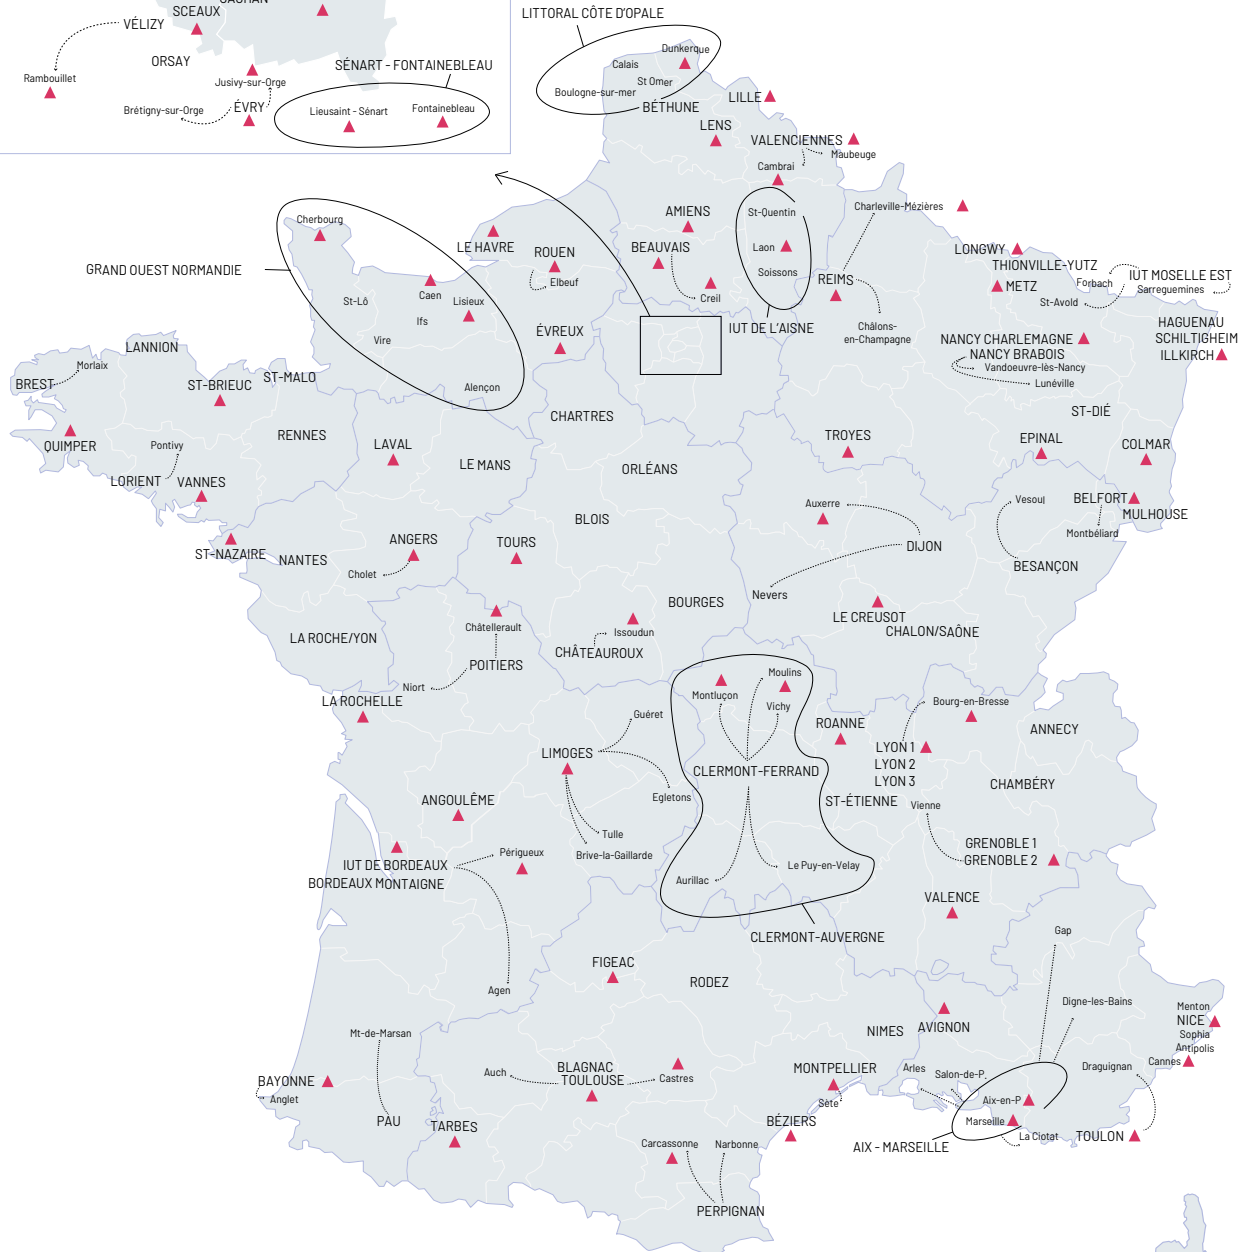 SCEAUX
VÉLIZY
ORSAY
Rambouillet
Jusivy-sur-Orge
SÉNART - FONTAINEBLEAU
Brétigny-sur-Orge
ÉVRY
Lieusaint - Sénart
Fontainebleau
LITTORAL CÔTE D'OPALE
Dunkerque
Calais
St Omer
Boulogne-sur-mer
BÉTHUNE
LILLE
LENS
VALENCIENNES
Maubeuge
Cambrai
Cherbourg
AMIENS
St-Quentin
Charleville-Mézières
LE HAVRE
ROUEN
BEAUVAIS
Laon
LONGWY
GRAND OUEST NORMANDIE
THIONVILLE-YUTZ
IUT MOSELLE EST
Elbeuf
Soissons
REIMS
METZ
Forbach
Sarreguemines
St-Lô
Caen
Lisieux
Creil
St-Avold
Ifs
ÉVREUX
IUT DE L'AISNE
Châlons-
en-Champagne
HAGUENAU
SCHILTIGHEIM
ILLKIRCH
Vire
NANCY CHARLEMAGNE
NANCY BRABOIS
Vandoeuvre-lès-Nancy
Lunéville
LANNION
Morlaix
BREST
ST-BRIEUC
ST-MALO
Alençon
CHARTRES
ST-DIÉ
QUIMPER
Pontivy
RENNES
LAVAL
LE MANS
ORLÉANS
TROYES
EPINAL
COLMAR
LORIENT
VANNES
Auxerre
Vesoul
BELFORT
MULHOUSE
BLOIS
Montbéliard
ST-NAZAIRE
NANTES
ANGERS
Cholet
TOURS
DIJON
BESANÇON
Nevers
BOURGES
LE CREUSOT
CHALON/SAÔNE
LA ROCHE/YON
Châtellerault
Issoudun
CHÂTEAUROUX
POITIERS
Niort
LA ROCHELLE
Moulins
Montluçon
Vichy
Bourg-en-Bresse
Guéret
ROANNE
ANNECY
LIMOGES
LYON 1
LYON 2
LYON 3
CLERMONT-FERRAND
CHAMBÉRY
Egletons
ANGOULÊME
ST-ÉTIENNE
Vienne
Tulle
Brive-la-Gaillarde
Périgueux
IUT DE BORDEAUX
BORDEAUX MONTAIGNE
GRENOBLE 1
GRENOBLE 2
Le Puy-en-Velay
Aurillac
VALENCE
CLERMONT-AUVERGNE
Gap
FIGEAC
RODEZ
Agen
Digne-les-Bains
Menton
NICE
Sophia
Antipolis
Cannes
Mt-de-Marsan
NIMES
AVIGNON
BLAGNAC
TOULOUSE
Auch
Castres
MONTPELLIER
Sète
Arles
Salon-de-P.
Draguignan
BAYONNE
Anglet
Aix-en-P
Marseille
La Ciotat
TOULON
PAU
TARBES
BÉZIERS
AIX - MARSEILLE
Carcassonne
Narbonne
PERPIGNAN